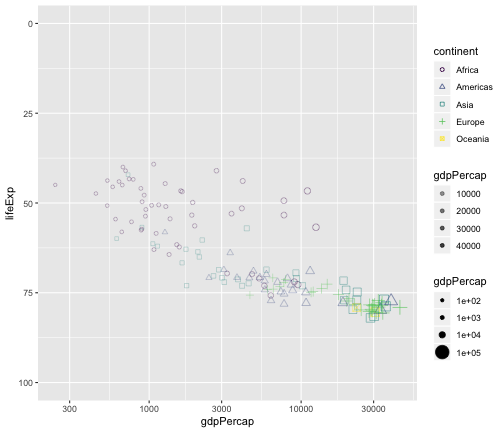 0
25
50
75
100
lifeExp
300
1000
3000
10000
30000
gdpPercap
continent
Africa
Americas
Asia
Europe
Oceania
gdpPercap
10000
20000
30000
40000
gdpPercap
1e+02
1e+03
1e+04
1e+05